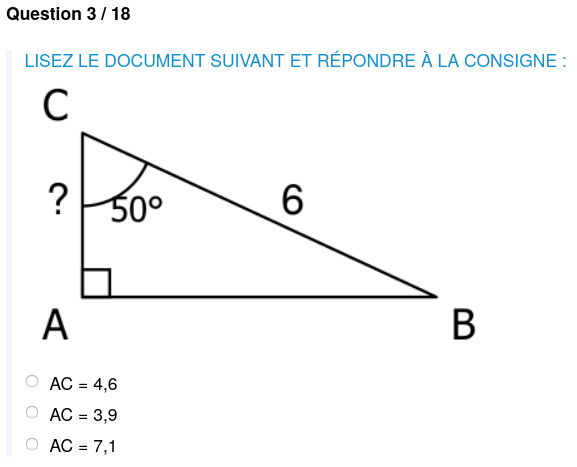 Question 3 / 18
LISEZ LE DOCUMENT SUIVANT ET RÉPONDRE À LA CONSIGNE :
C
?
50°
6
A
B
AC = 4,6
AC = 3,9
AC = 7,1